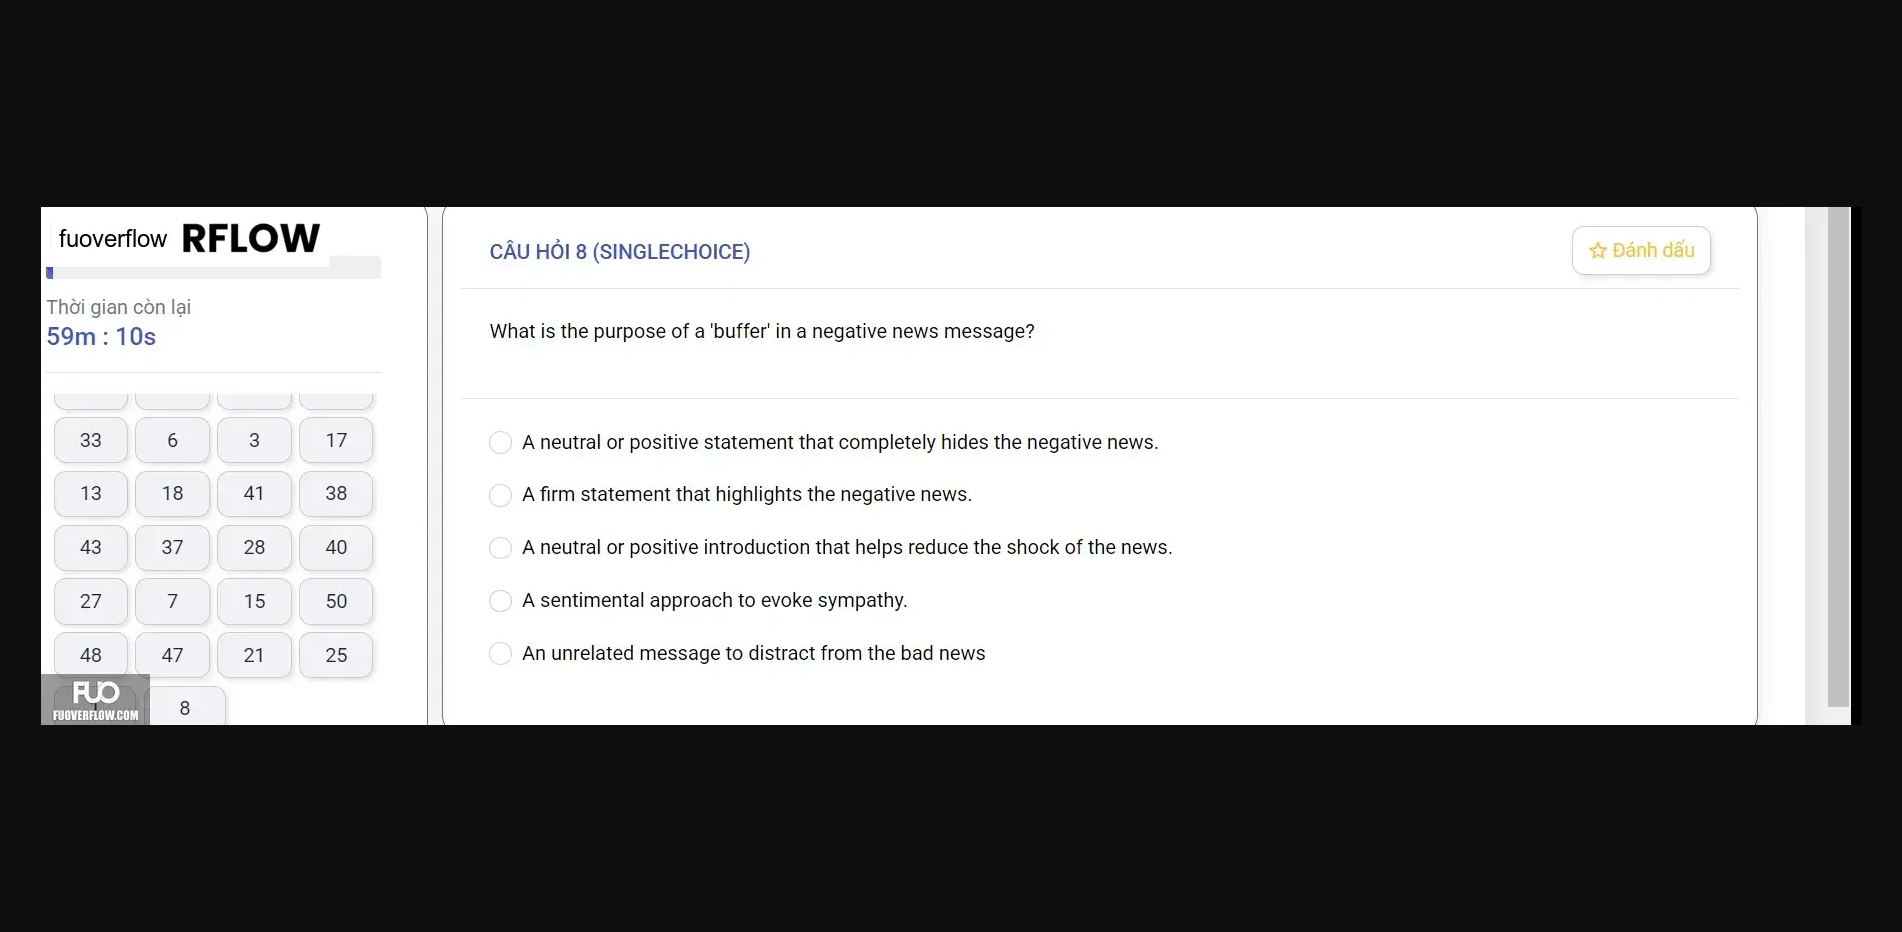 fuoverflow RFLOW
Thời gian còn lại
59m : 10s
33 6 3 17
13 18 41 38
43 37 28 40
27 7 15 50
48 47 21 25
8
FUO
FUOVERFLOW.COM
CÂU HỎI 8 (SINGLECHOICE)
Đánh dấu
What is the purpose of a 'buffer' in a negative news message?
A neutral or positive statement that completely hides the negative news.
A firm statement that highlights the negative news.
A neutral or positive introduction that helps reduce the shock of the news.
A sentimental approach to evoke sympathy.
An unrelated message to distract from the bad news